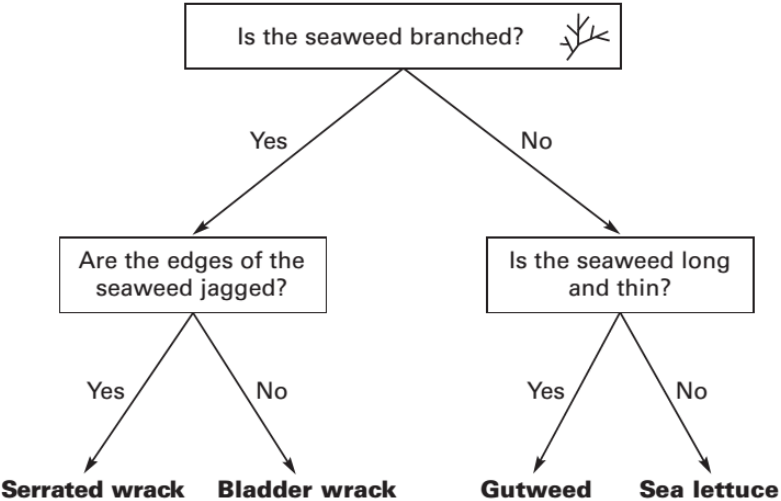 Is the seaweed branched?
Yes
No
Are the edges of the
seaweed jagged?
Is the seaweed long
and thin?
Yes
No
Yes
No
Serrated wrack
Bladder wrack
Gutweed
Sea lettuce